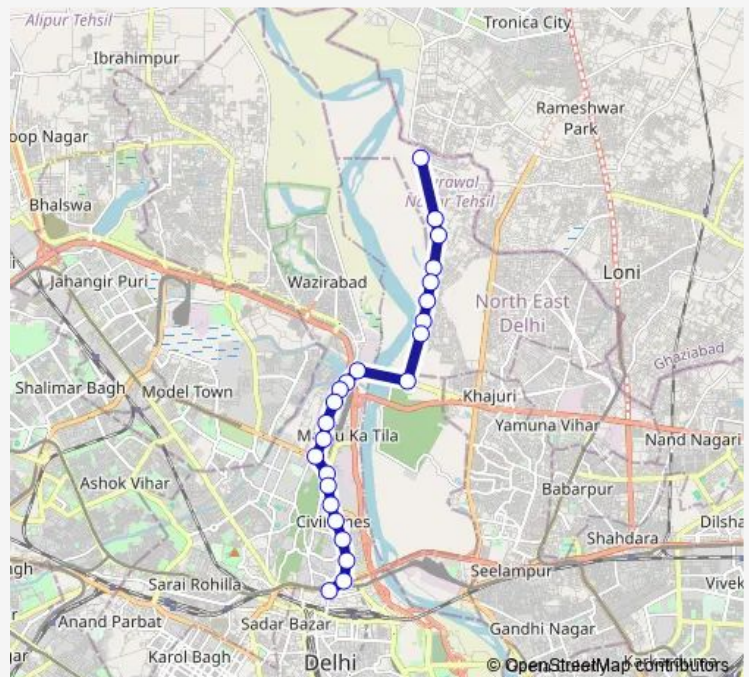 Alipur Tehsil
Tronica City
Ibrahimpur
Rameshwar
Park
oop Nagar
Bhalswa
Loni
Jahangir Puri
Wazirabad
North East
Delhi
Ghaziabad
Shalimar Bagh
Model Town
Khajuri
Yamuna Vihar
Nand Nagari
Ashok Vihar
Babarpur
Shahdara
Dilsha
Seelampur
Sarai Rohilla
Vivek
Anand Parbat
Sadar Bazar
Gandhi Nagar
Karol Bagh
Delhi
© OpenStreetMap contributors